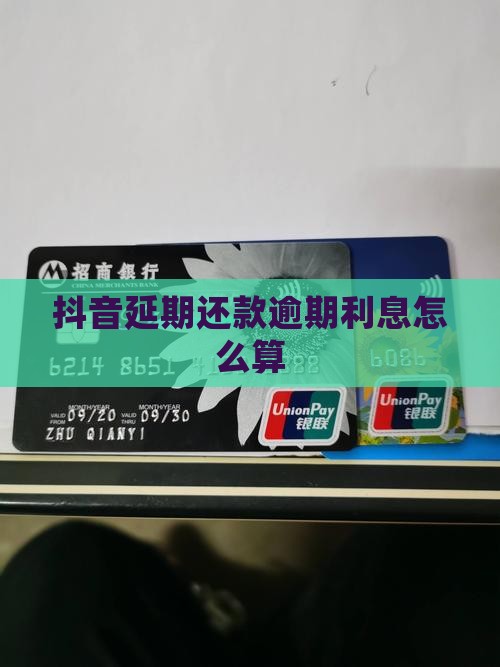 抖音延期还款逾期利息怎
么算
招商银行
CHINA MERCHANTS BANK
6214 8651
MONTH/YEAR MONTH/YEAR
VALID FROM 09/20 VALID THRU 09/30
ZHU QIANYI
UnionPay
银联
6086
UnionPay
银联